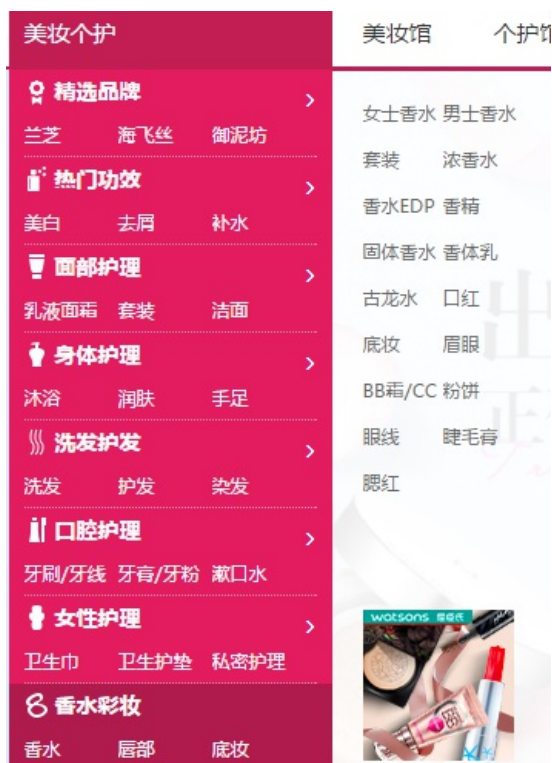 美妆个护
美妆馆 个护馆
精选品牌
兰芝 海飞丝 御泥坊
热门功效
美白 去屑 补水
面部护理
乳液面霜 套装 洁面
身体护理
沐浴 润肤 手足
洗发护发
洗发 护发 染发
口腔护理
牙刷/牙线 牙膏/牙粉 漱口水
女性护理
卫生巾 卫生护垫 私密护理
香水彩妆
香水 唇部 底妆
女士香水 男士香水
套装 浓香水
香水EDP 香精
固体香水 香体乳
古龙水 口红
底妆 眉眼
BB霜/CC 粉饼
眼线 睫毛膏
腮红
出
正
watsons 屈臣氏